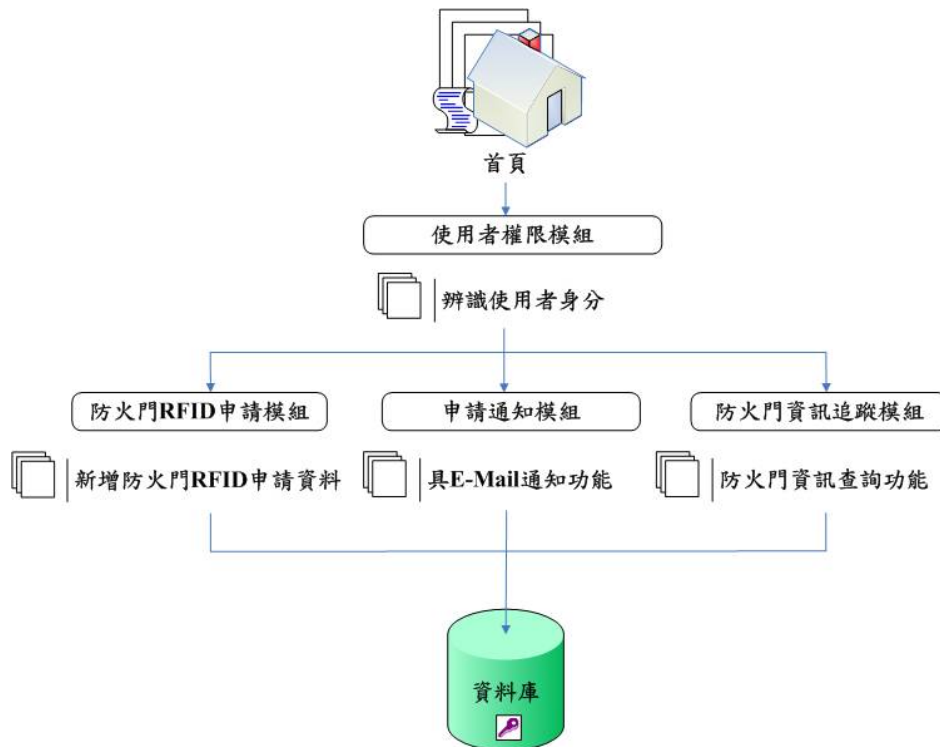 首頁
使用者權限模組
辨識使用者身分
防火門RFID申請模組
申請通知模組
防火門資訊追蹤模組
新增防火門RFID申請資料
具E-Mail通知功能
防火門資訊查詢功能
資料庫